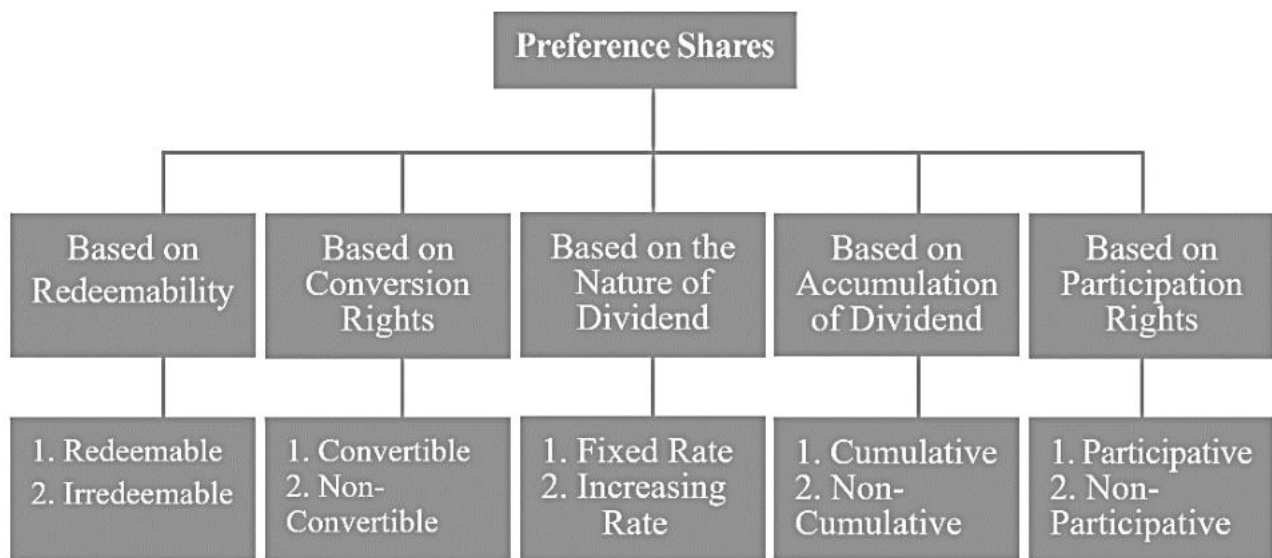 Preference Shares
Based on
Redeemability
Based on
Conversion
Rights
Based on the
Nature of
Dividend
Based on
Accumulation
of Dividend
Based on
Participation
Rights
1. Redeemable
2. Irredeemable
1. Convertible
2. Non-
Convertible
1. Fixed Rate
2. Increasing
Rate
1. Cumulative
2. Non-
Cumulative
1. Participative
2. Non-
Participative